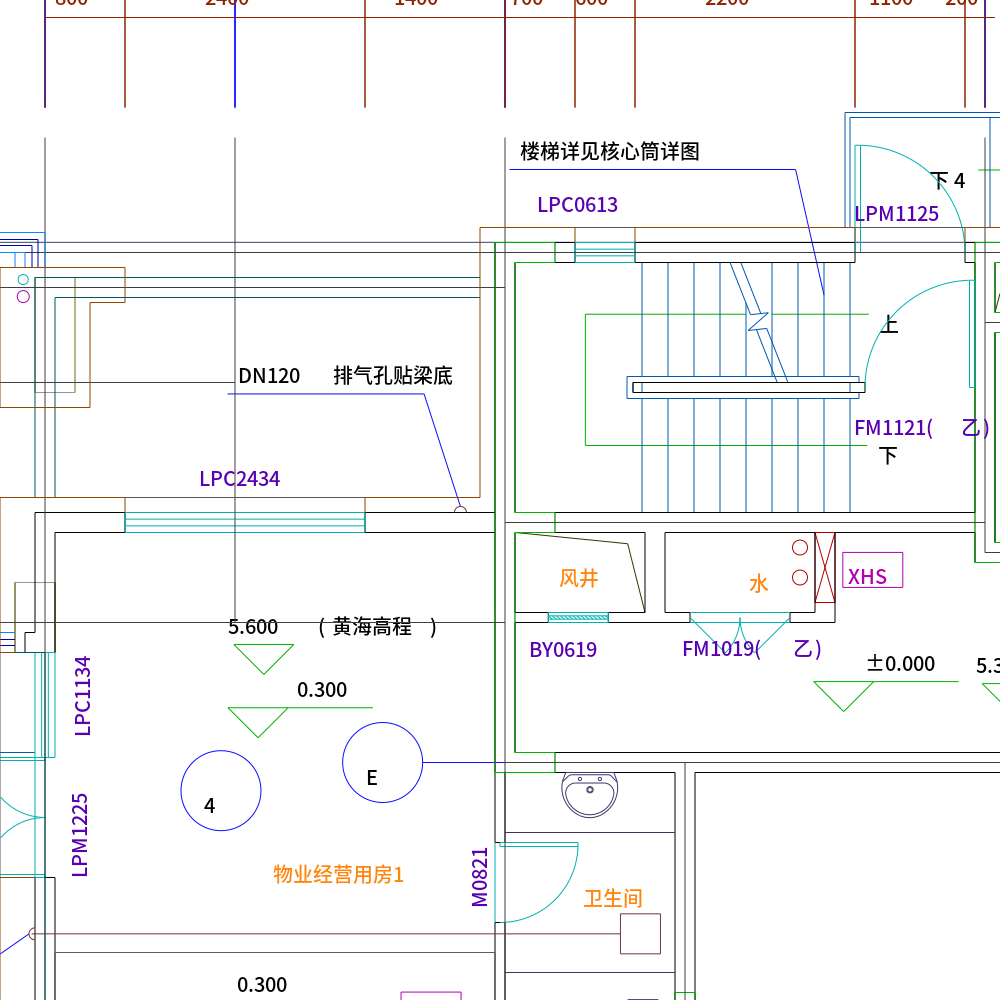 800 2400 1400 700 600 2200 1100 200
楼梯详见核心筒详图
下 4
LPC0613
LPM1125
上
DN120 排气孔贴梁底
FM1121( 乙)
下
LPC2434
风井
水
XHS
5.600 ( 黄海高程 )
BY0619
FM1019( 乙)
±0.000
5.3
LPC1134
0.300
E
4
LPM1225
物业经营用房1
M0821
卫生间
0.300